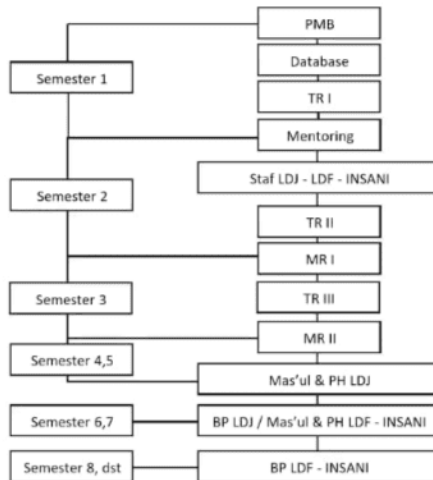 PMB
Database
Semester 1
TR I
Mentoring
Staf LDJ - LDF - INSANI
Semester 2
TR II
MR I
Semester 3
TR III
MR II
Semester 4,5
Mas'ul & PH LDJ
Semester 6,7
BP LDJ / Mas'ul & PH LDF - INSANI
Semester 8, dst
BP LDF - INSANI